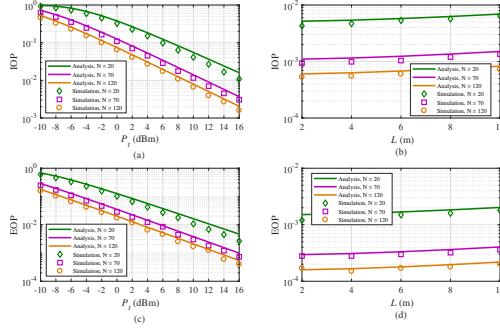 10^0
10^-1
10^-2
10^-3
IOP
Analysis, N = 20
Analysis, N = 70
Analysis, N = 120
Simulation, N = 20
Simulation, N = 70
Simulation, N = 120
-10 -8 -6 -4 -2 0 2 4 6 8 10 12 14 16
(dBm)
(a)
10^-2
10^-3
10^-4
IOP
Analysis, N = 20
Analysis, N = 70
Analysis, N = 120
Simulation, N = 20
Simulation, N = 70
Simulation, N = 120
2 4 6 8 10
L (m)
(b)
10^0
10^-2
10^-4
EOP
Analysis, N = 20
Analysis, N = 70
Analysis, N = 120
Simulation, N = 20
Simulation, N = 70
Simulation, N = 120
-10 -8 -6 -4 -2 0 2 4 6 8 10 12 14 16
(dBm)
(c)
10^0
10^-2
10^-4
EOP
Analysis, N = 20
Analysis, N = 70
Analysis, N = 120
Simulation, N = 20
Simulation, N = 70
Simulation, N = 120
2 4 6 8
L (m)
(d)